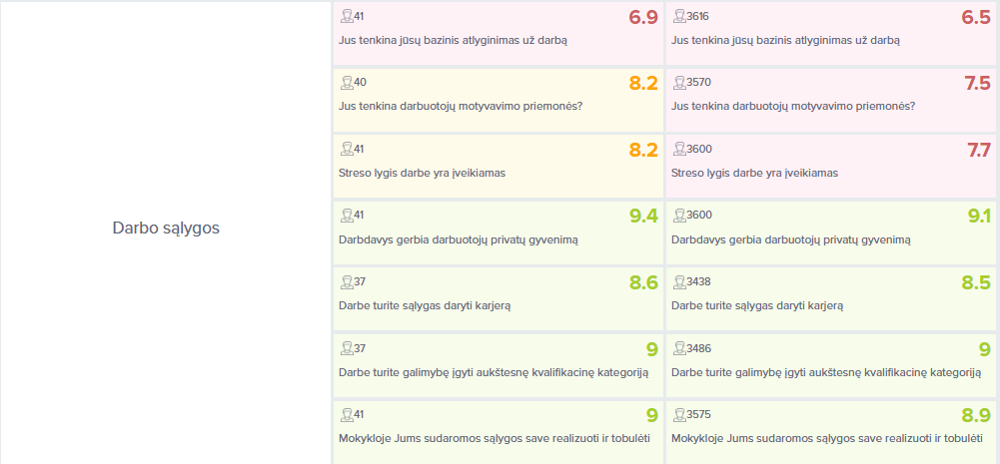 41 6.9
Jus tenkina jūsų bazinis atlyginimas už darbą
3616 6.5
Jus tenkina jūsų bazinis atlyginimas už darbą
40 8.2
Jus tenkina darbuotojų motyvavimo priemonės?
3570 7.5
Jus tenkina darbuotojų motyvavimo priemonės?
41 8.2
Streso lygis darbe yra įveikiamas
3600 7.7
Streso lygis darbe yra įveikiamas
Darbo sąlygos
41 9.4
Darbdavys gerbia darbuotojų privatų gyvenimą
3600 9.1
Darbdavys gerbia darbuotojų privatų gyvenimą
37 8.6
Darbe turite sąlygas daryti karjerą
3438 8.5
Darbe turite sąlygas daryti karjerą
37 9
Darbe turite galimybę įgyti aukštesnę kvalifikacinę kategoriją
3486 9
Darbe turite galimybę įgyti aukštesnę kvalifikacinę kategoriją
41 9
Mokykloje Jums sudaromos sąlygos save realizuoti ir tobulėti
3575 8.9
Mokykloje Jums sudaromos sąlygos save realizuoti ir tobulėti